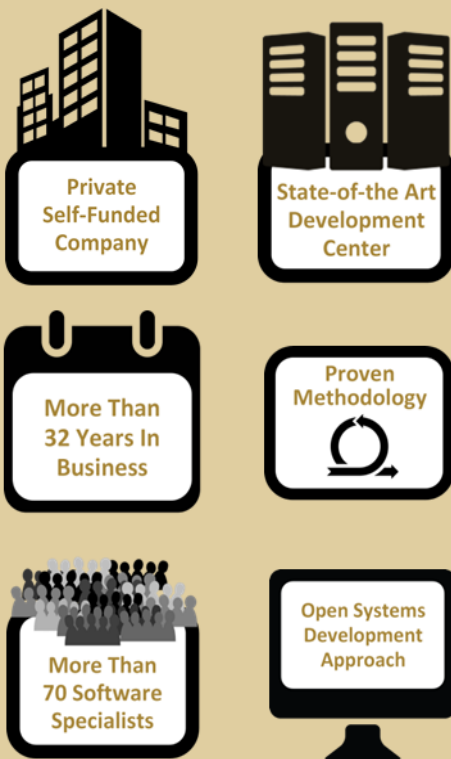 Private
Self-Funded
Company
State-of-the Art
Development
Center
More Than
32 Years In
Business
Proven
Methodology
More Than
70 Software
Specialists
Open Systems
Development
Approach